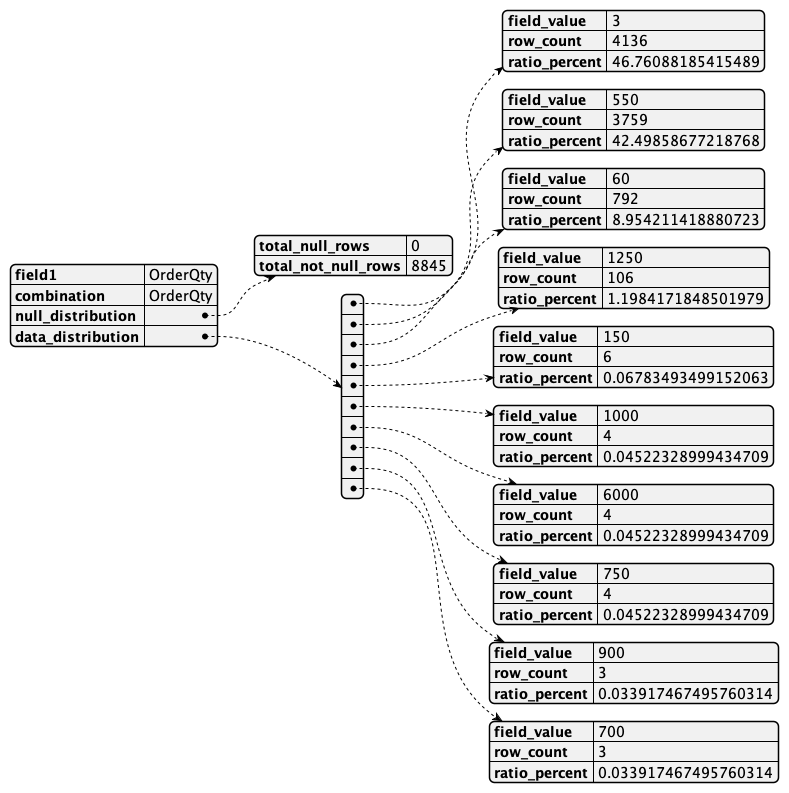 field1 OrderQty
combination OrderQty
null_distribution
data_distribution
total_null_rows 0
total_not_null_rows 8845
field_value 3
row_count 4136
ratio_percent 46.76088185415489
field_value 550
row_count 3759
ratio_percent 42.49858677218768
field_value 60
row_count 792
ratio_percent 8.954211418880723
field_value 1250
row_count 106
ratio_percent 1.1984171848501979
field_value 150
row_count 6
ratio_percent 0.06783493499152063
field_value 1000
row_count 4
ratio_percent 0.04522328999434709
field_value 6000
row_count 4
ratio_percent 0.04522328999434709
field_value 750
row_count 4
ratio_percent 0.04522328999434709
field_value 900
row_count 3
ratio_percent 0.033917467495760314
field_value 700
row_count 3
ratio_percent 0.033917467495760314